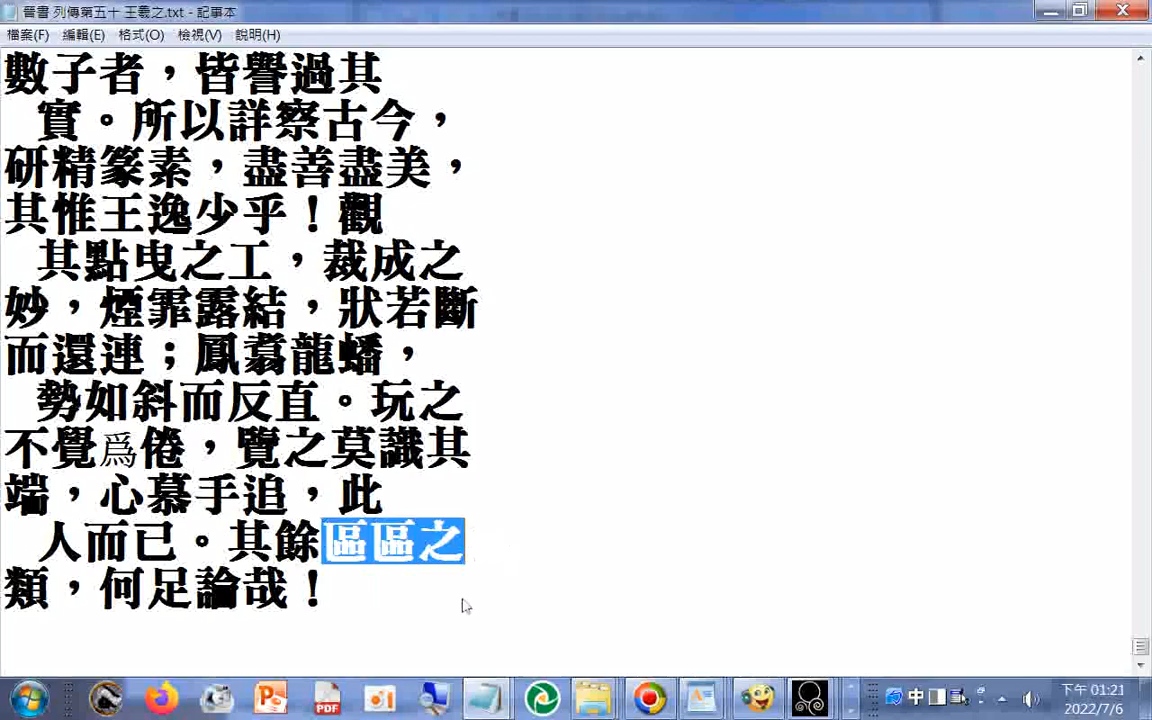 晉書 列傳第五十 王羲之.txt - 記事本
檔案(F) 編輯(E) 格式(O) 檢視(V) 說明(H)
數子者，皆譽過其
實。所以詳察古今，
研精篆素，盡善盡美，
其惟王逸少乎！觀
其點曳之工，裁成之
妙，煙霏露結，狀若斷
而還連；鳳翥龍蟠，
勢如斜而反直。玩之
不覺爲倦，覽之莫識其
端，心慕手追，此
人而已。其餘區區之
類，何足論哉！
PDF
中
下午 01:21
2022/7/6